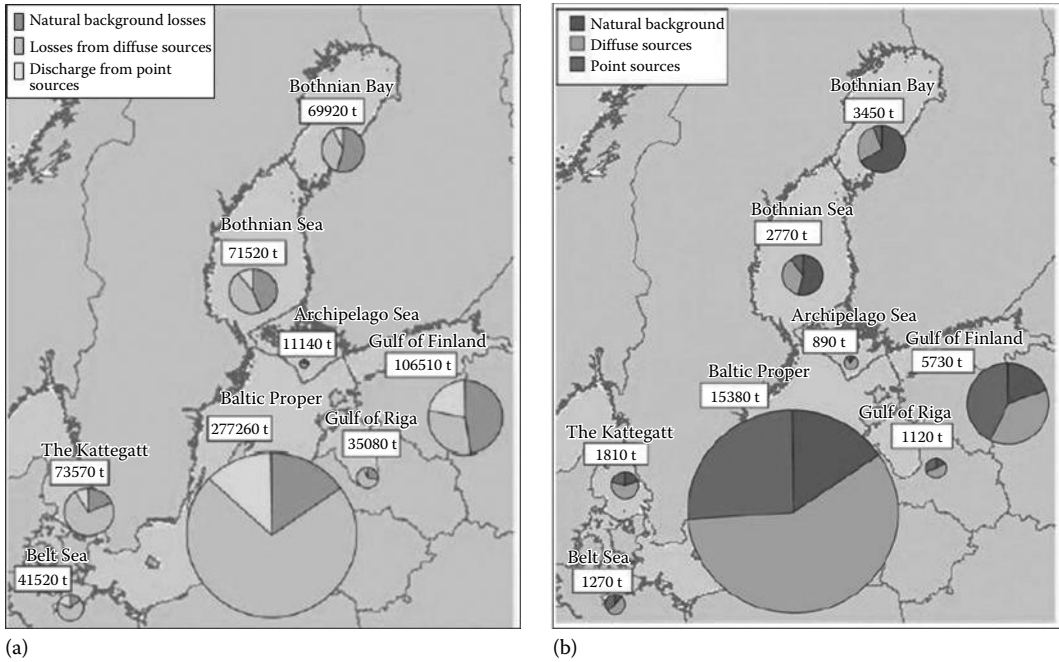 Natural background losses
Losses from diffuse sources
Discharge from point
sources
Bothnian Bay
69920 t
Bothnian Sea
71520 t
Archipelago Sea
11140 t
Gulf of Finland
106510 t
Baltic Proper
277260 t
Gulf of Riga
35080 t
The Kattegatt
73570 t
Belt Sea
41520 t
(a)
Natural background
Diffuse sources
Point sources
Bothnian Bay
3450 t
Bothnian Sea
2770 t
Archipelago Sea
890 t
Gulf of Finland
5730 t
Baltic Proper
15380 t
Gulf of Riga
1120 t
The Kattegatt
1810 t
Belt Sea
1270 t
(b)